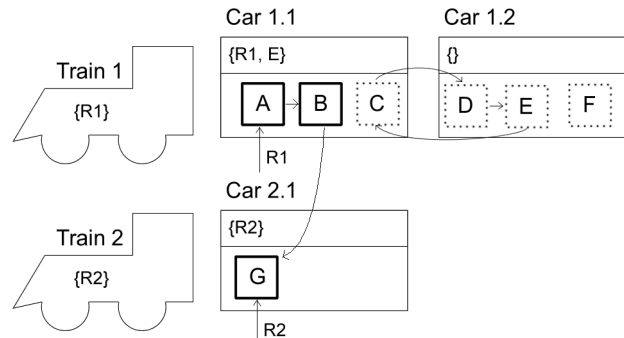 Car 1.1
Car 1.2
{R1, E}
{}
Train 1
{R1}
A
B
C
D
E
F
R1
Car 2.1
{R2}
Train 2
{R2}
G
R2